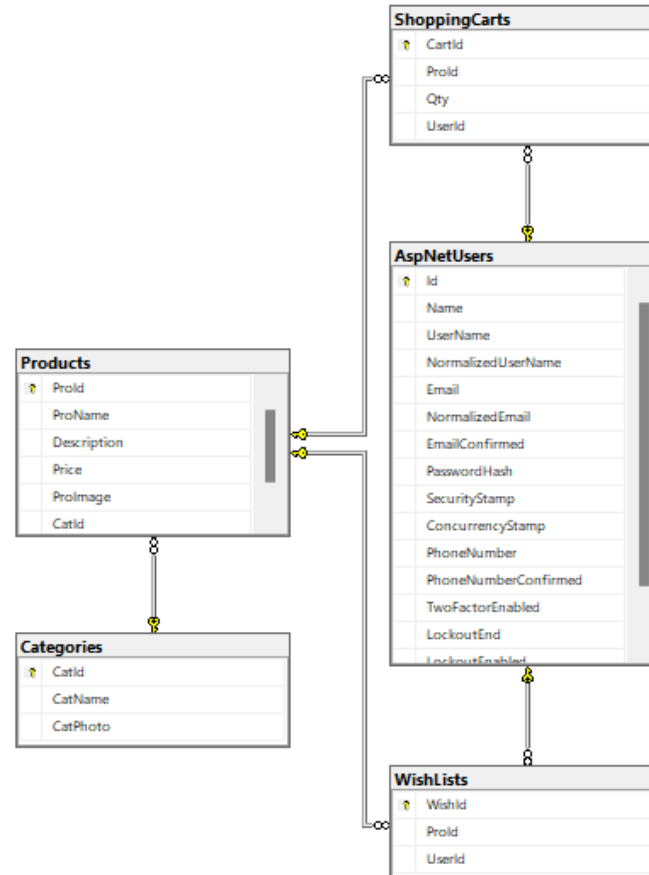 ShoppingCarts
CartId
ProId
Qty
UserId
AspNetUsers
Id
Name
UserName
NormalizedUserName
Email
NormalizedEmail
EmailConfirmed
PasswordHash
SecurityStamp
ConcurrencyStamp
PhoneNumber
PhoneNumberConfirmed
TwoFactorEnabled
LockoutEnd
LockoutEnabled
Products
ProId
ProName
Description
Price
ProImage
CatId
Categories
CatId
CatName
CatPhoto
WishLists
WishId
ProId
UserId